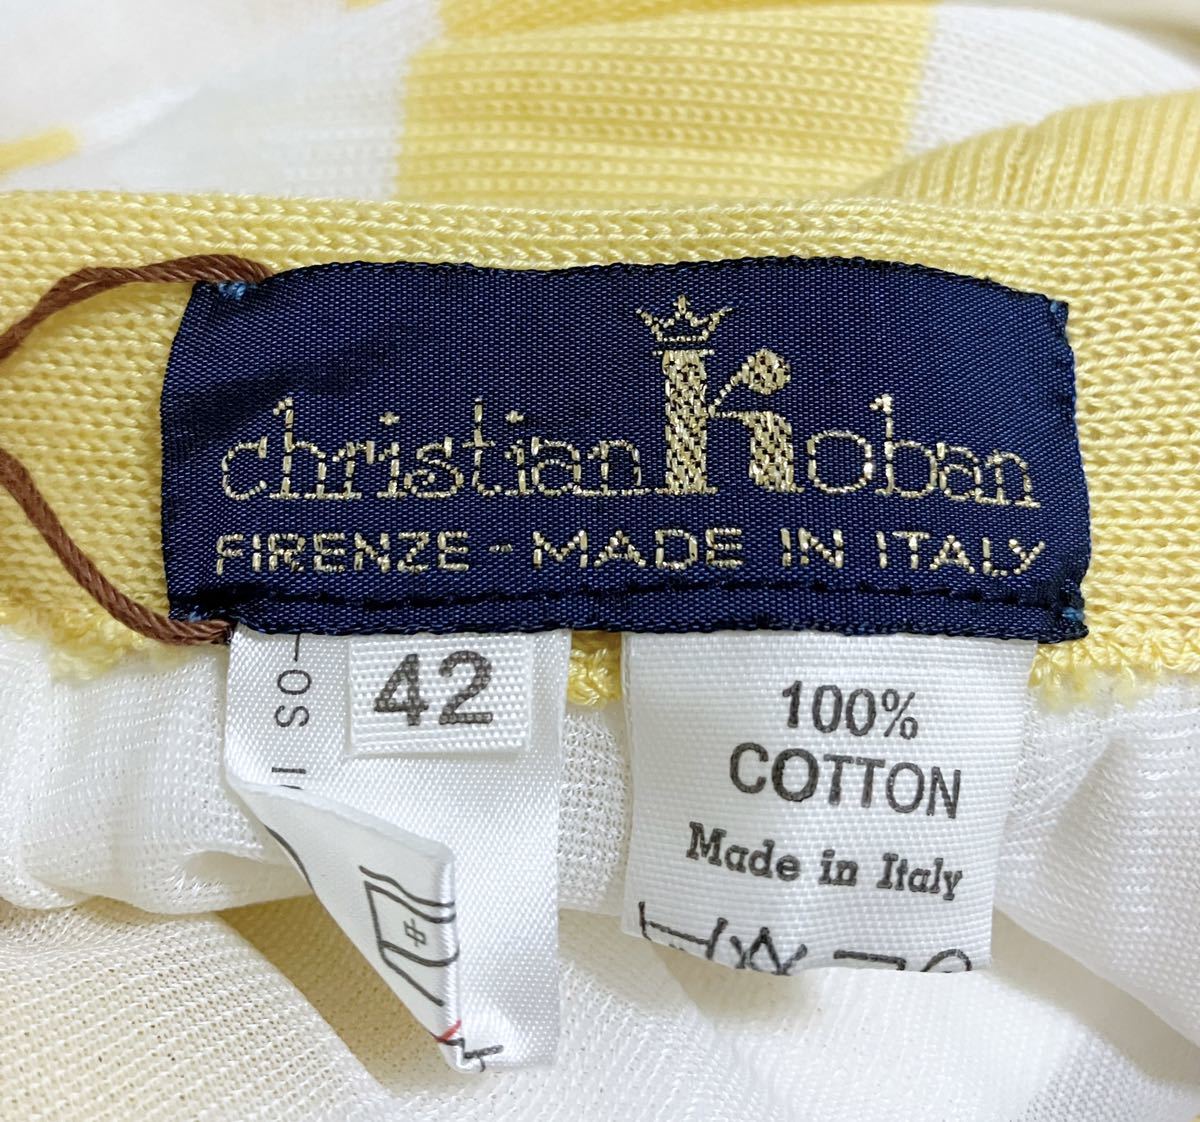 christian Koban
FIRENZE - MADE IN ITALY
42
100%
COTTON
Made in Italy